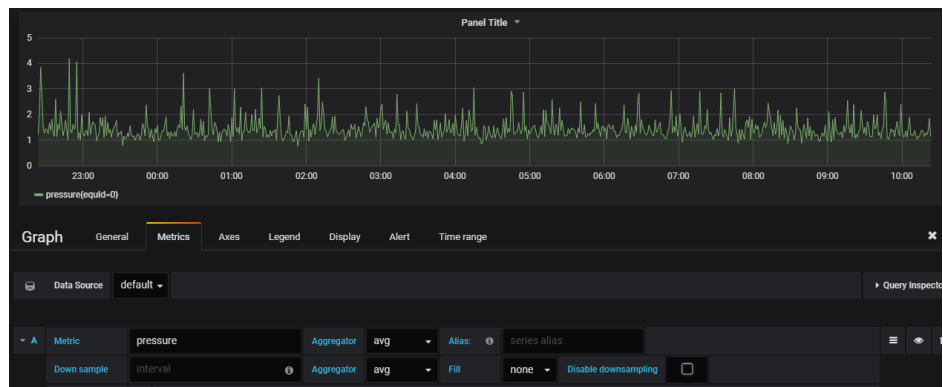 Panel Title
5
4
3
2
1
0
23:00 00:00 01:00 02:00 03:00 04:00 05:00 06:00 07:00 08:00 09:00 10:00
pressure{equId=0}
Graph General Metrics Axes Legend Display Alert Time range
Data Source default Query Inspecto
A Metric pressure Aggregator avg Alias: series alias
Down sample interval Aggregator avg Fill none Disable downsampling